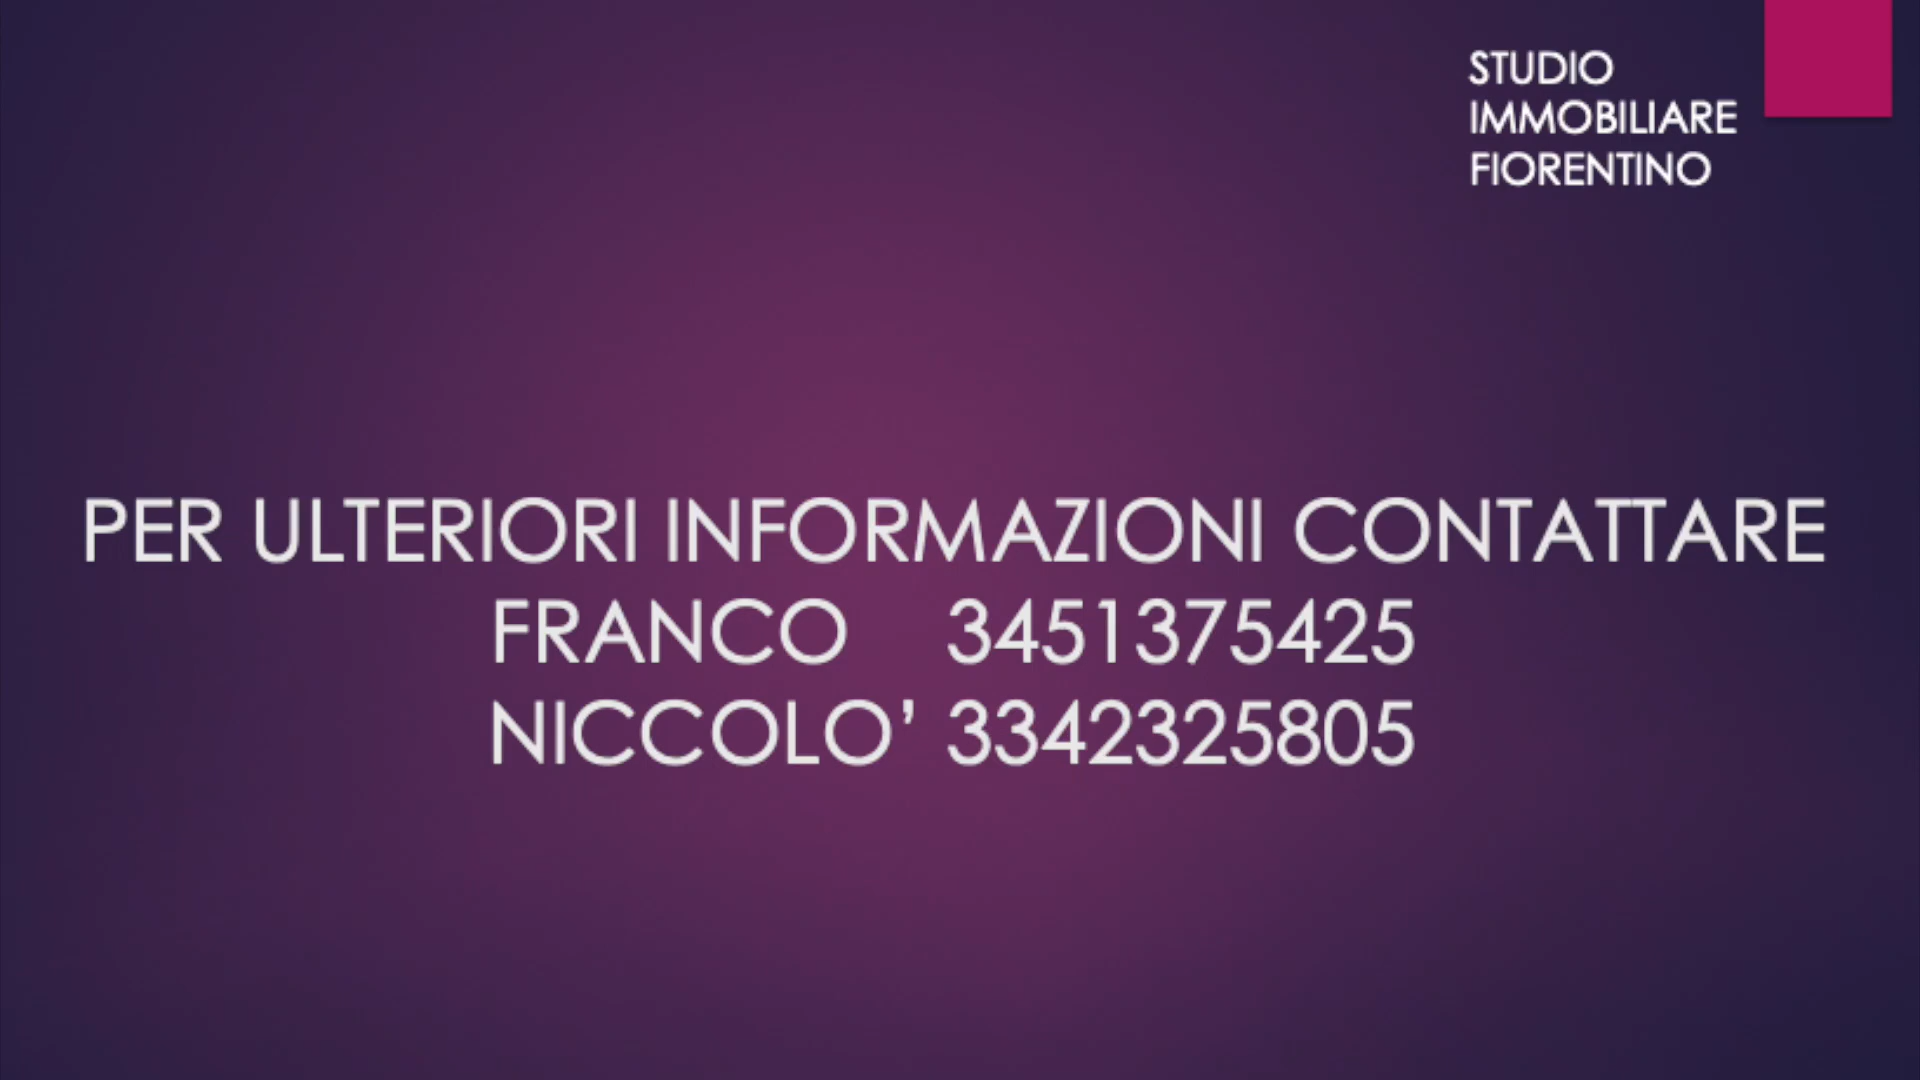 STUDIO
IMMOBILIARE
FIORENTINO
PER ULTERIORI INFORMAZIONI CONTATTARE
FRANCO 3451375425
NICCOLO’ 3342325805